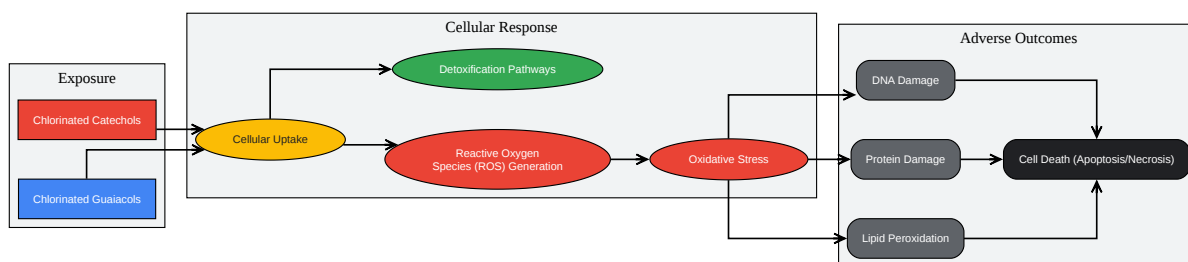 Exposure
Chlorinated Catechols
Chlorinated Guaiacols
Cellular Response
Detoxification Pathways
Cellular Uptake
Reactive Oxygen
Species (ROS) Generation
Oxidative Stress
Adverse Outcomes
DNA Damage
Protein Damage
Cell Death (Apoptosis/Necrosis)
Lipid Peroxidation